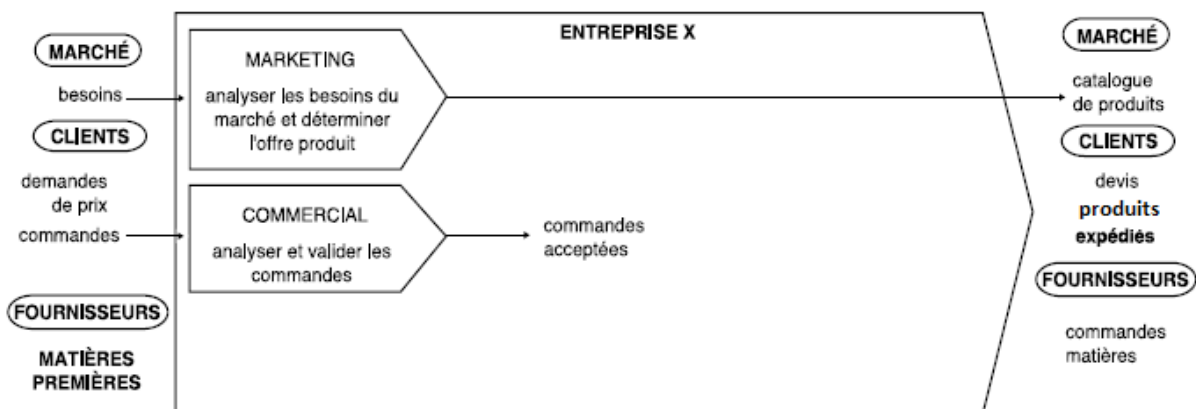 ENTREPRISE X
MARCHÉ
besoins
CLIENTS
demandes
de prix
commandes
FOURNISSEURS
MATIÈRES
PREMIÈRES
MARKETING
analyser les besoins du
marché et déterminer
l'offre produit
COMMERCIAL
analyser et valider les
commandes
commandes
acceptées
MARCHÉ
catalogue
de produits
CLIENTS
devis
produits
expédiés
FOURNISSEURS
commandes
matières